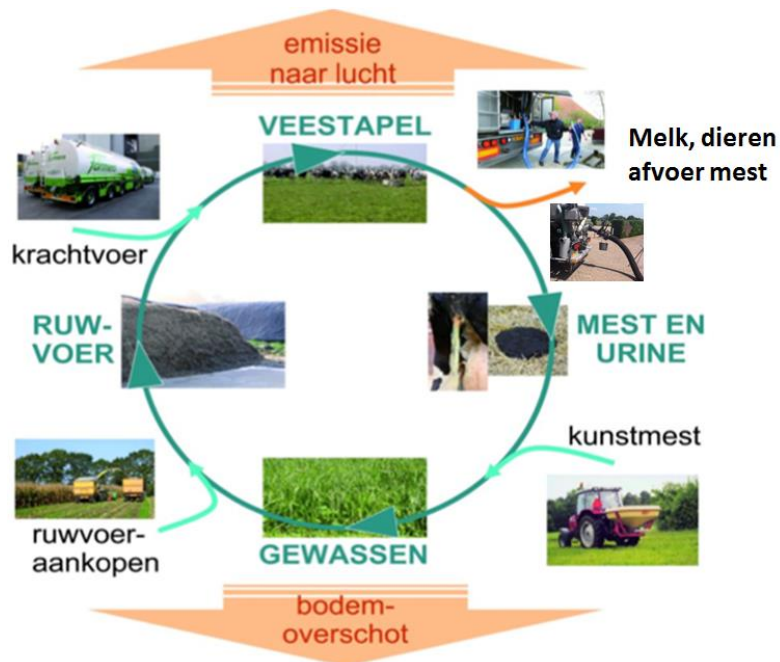 emissie
naar lucht
VEESTAPEL
Melk, dieren
afvoer mest
krachtvoer
RUW-
VOER
MEST EN
URINE
kunstmest
ruwvoer-
aankopen
GEWASSEN
bodem-
overschot